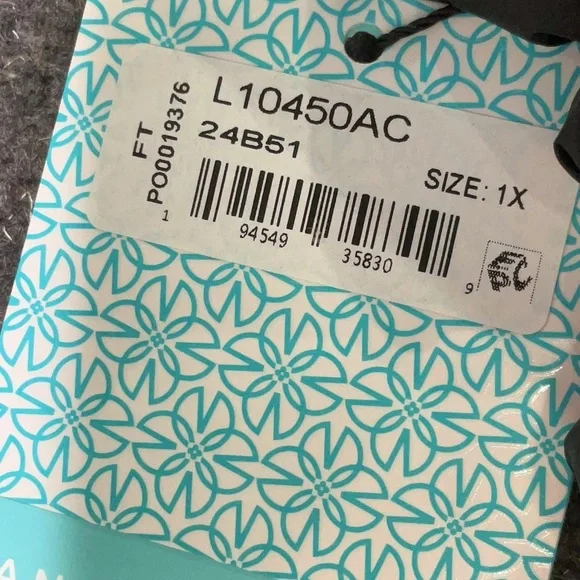 L10450AC
24B51
FT
PO0019376
SIZE: 1X
1 94549 35830 9